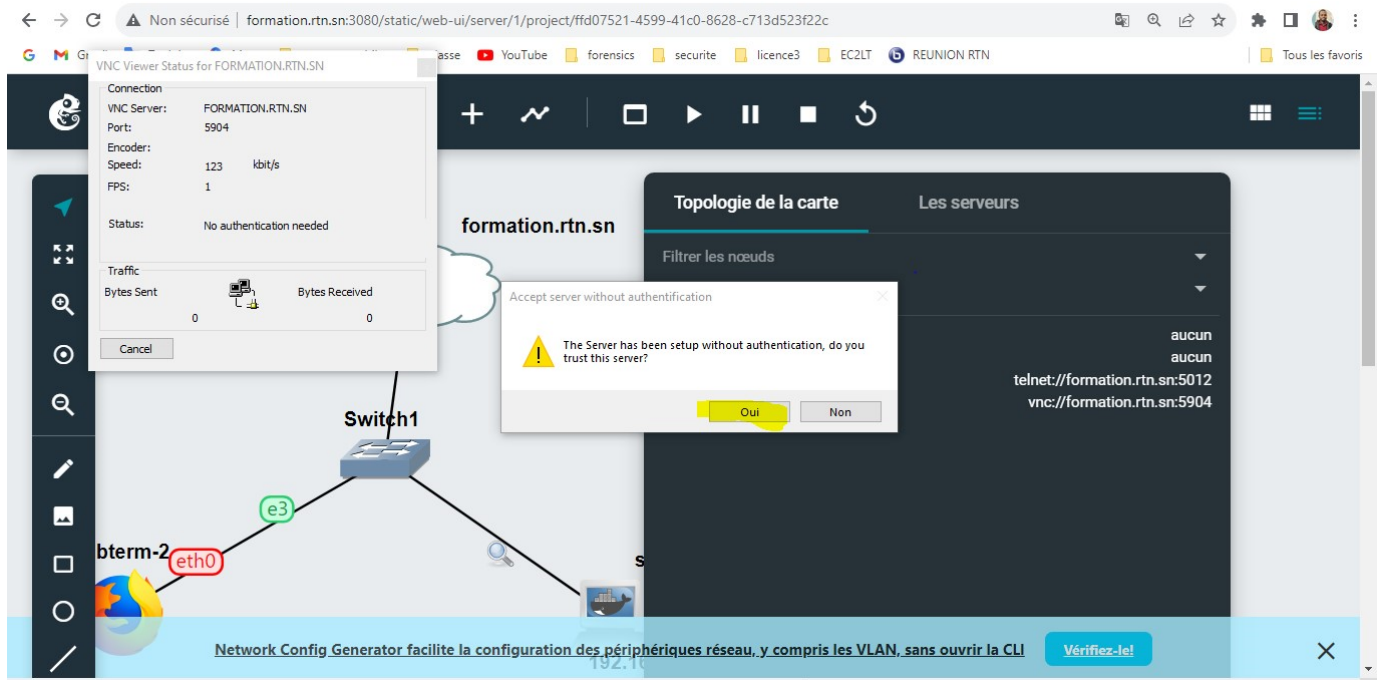 Non sécurisé | formation.rtn.sn:3080/static/web-ui/server/1/project/ffd07521-4599-41c0-8628-c713d523f22c
YouTube forensics securite licence3 EC2LT REUNION RTN Tous les favoris
VNC Viewer Status for FORMATION.RTN.SN
Connection
VNC Server: FORMATION.RTN.SN
Port: 5904
Encoder:
Speed: 123 kbit/s
FPS: 1
Status: No authentication needed
Traffic
Bytes Sent Bytes Received
0 0
Cancel
formation.rtn.sn
Topologie de la carte Les serveurs
Filtrer les nœuds
Accept server without authentification
The Server has been setup without authentication, do you
trust this server?
Oui Non
aucun
aucun
telnet://formation.rtn.sn:5012
vnc://formation.rtn.sn:5904
Switch1
e3
bterm-2
eth0
Network Config Generator facilite la configuration des périphériques réseau, y compris les VLAN, sans ouvrir la CLI Vérifiez-le!